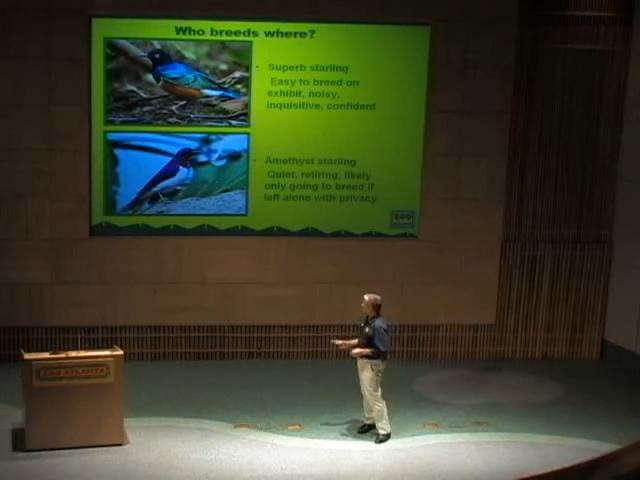 Who breeds where?
• Superb starling
Easy to breed on
exhibit, noisy,
inquisitive, confident
• Amethyst starling
Quiet, retiring, likely
only going to breed if
left alone with privacy
ZOO
ZOO ATLANTA